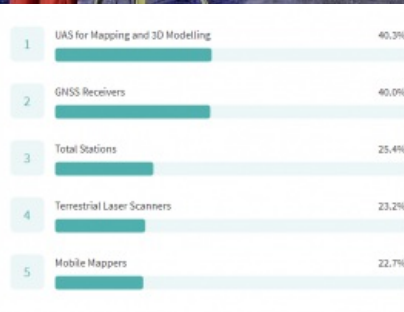 1
UAS for Mapping and 3D Modelling 40.3%
2
GNSS Receivers 40.0%
3
Total Stations 25.4%
4
Terrestrial Laser Scanners 23.2%
5
Mobile Mappers 22.7%